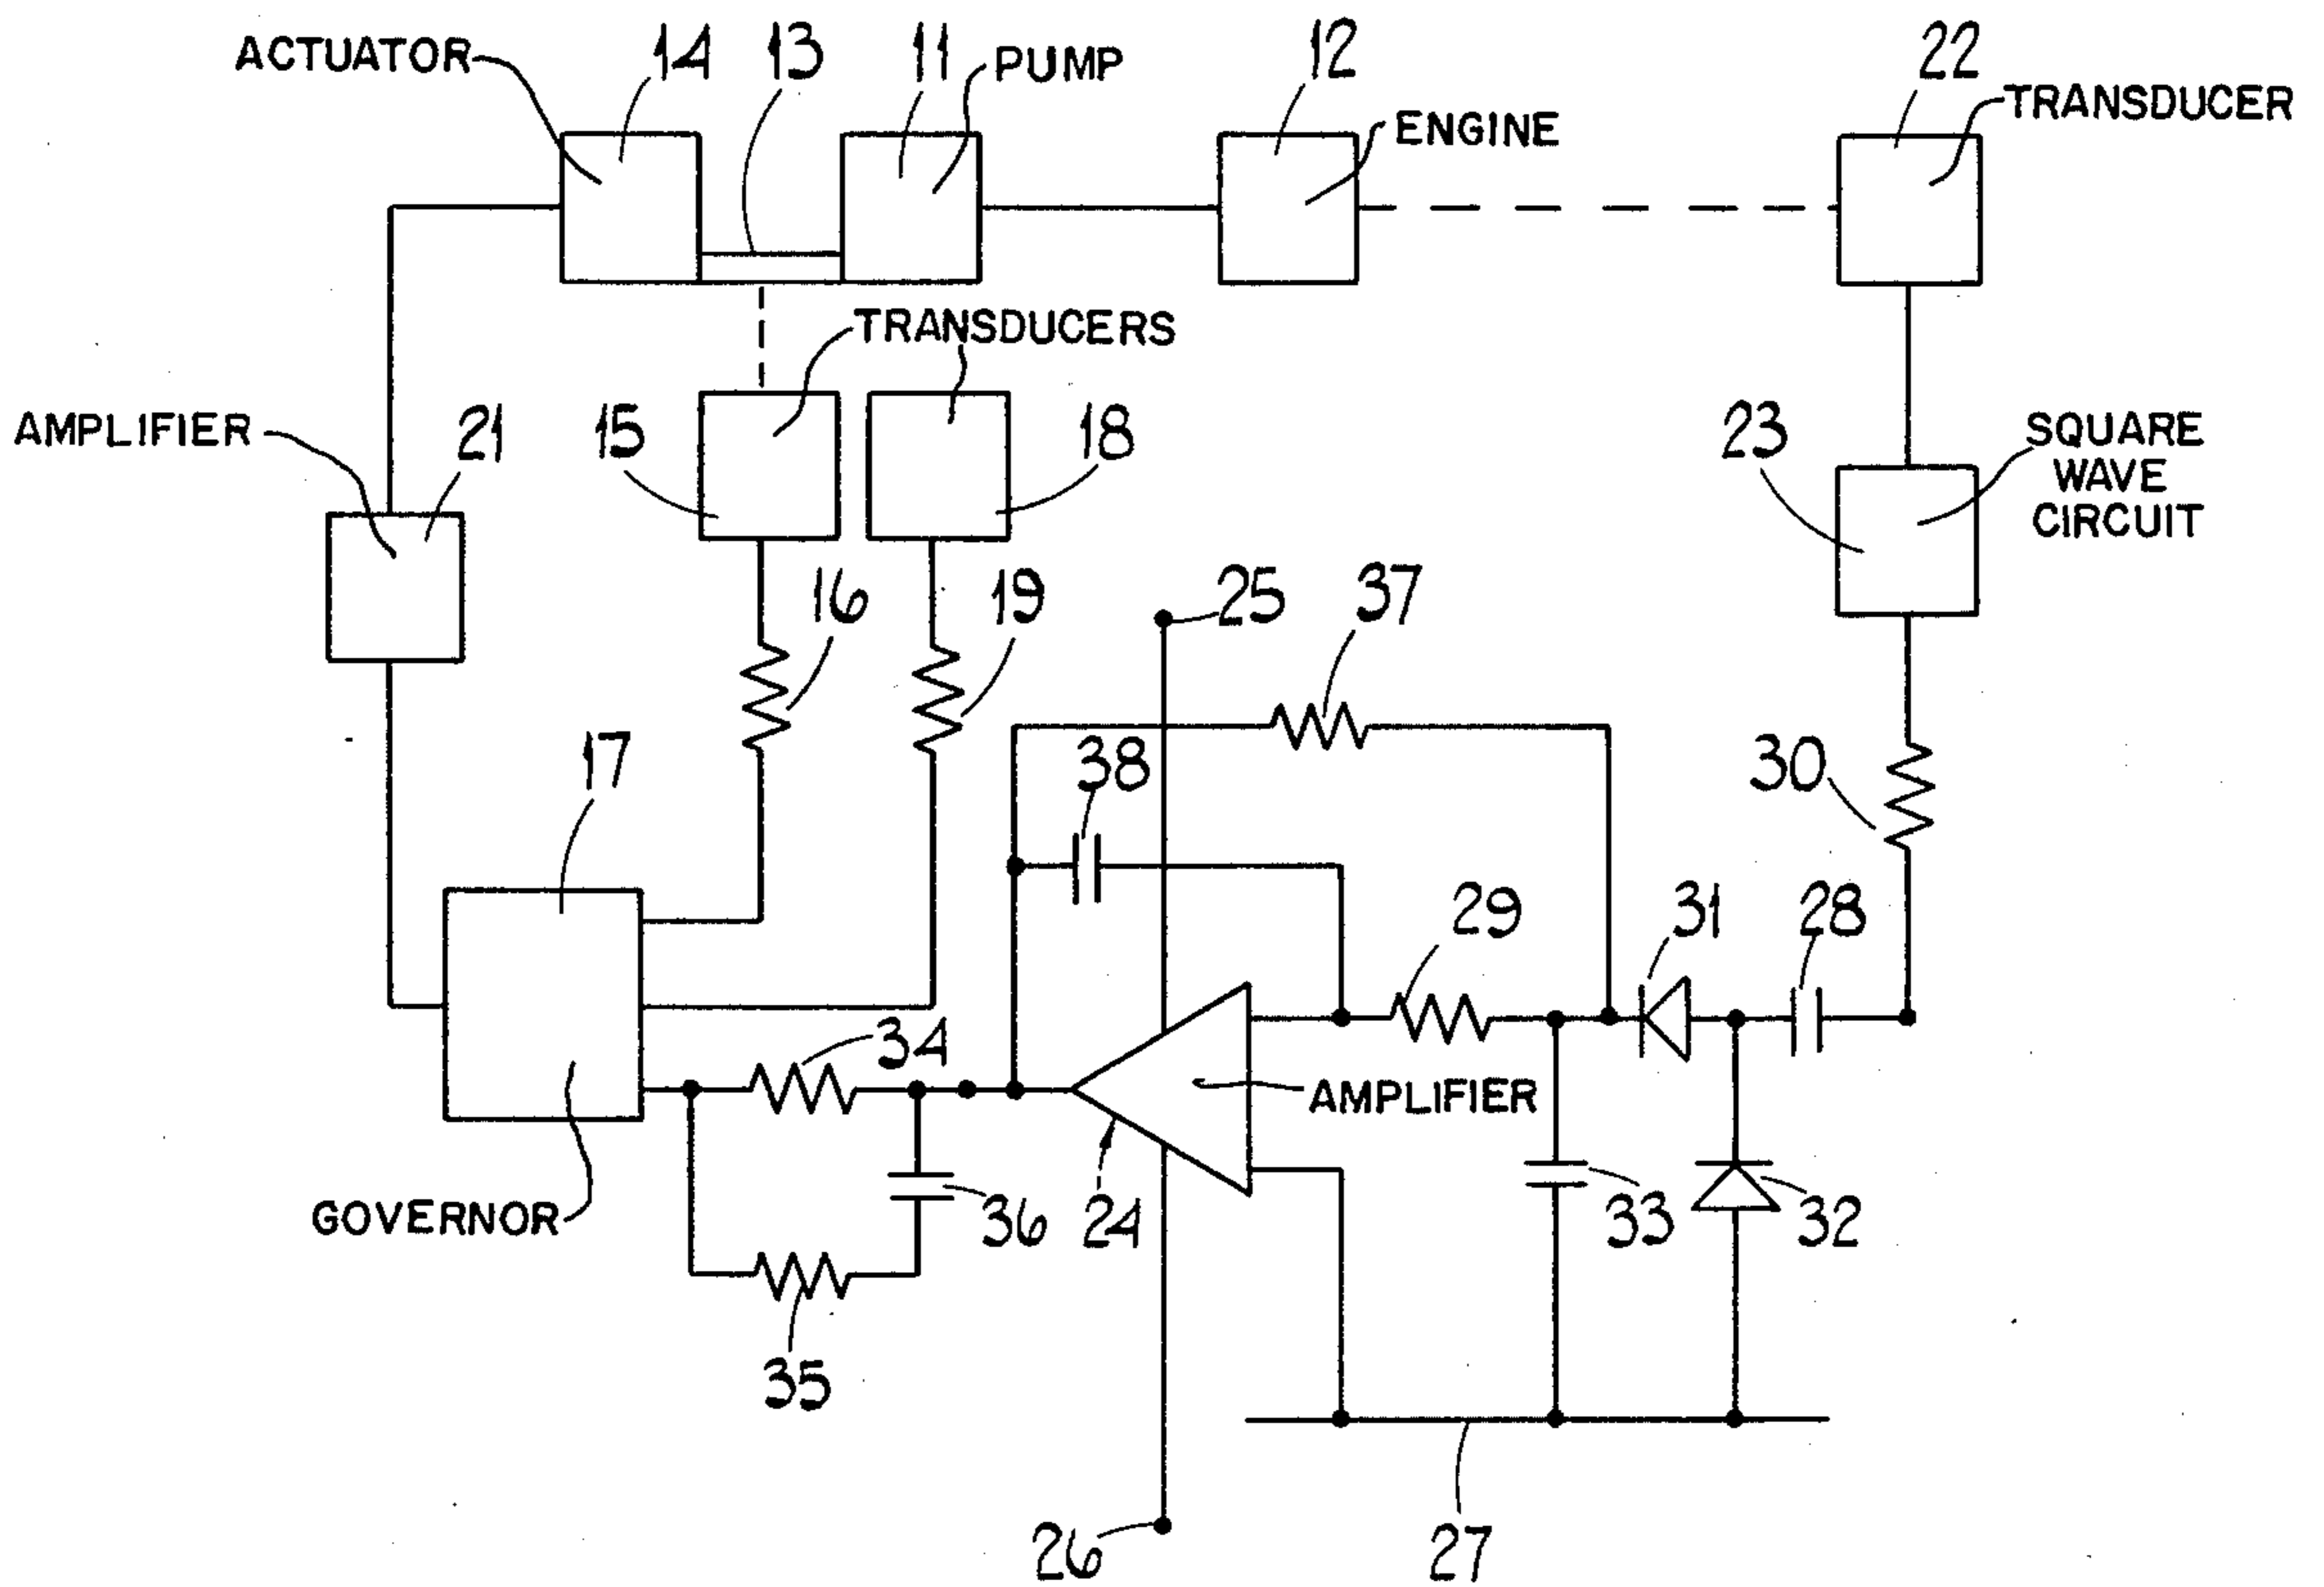 ACTUATOR
14
13
11
PUMP
12
ENGINE
22
TRANSDUCER
TRANSDUCERS
AMPLIFIER
21
15
18
23
SQUARE
WAVE
CIRCUIT
16
19
25
37
17
38
30
29
31
28
34
AMPLIFIER
GOVERNOR
36
24
33
32
35
26
27